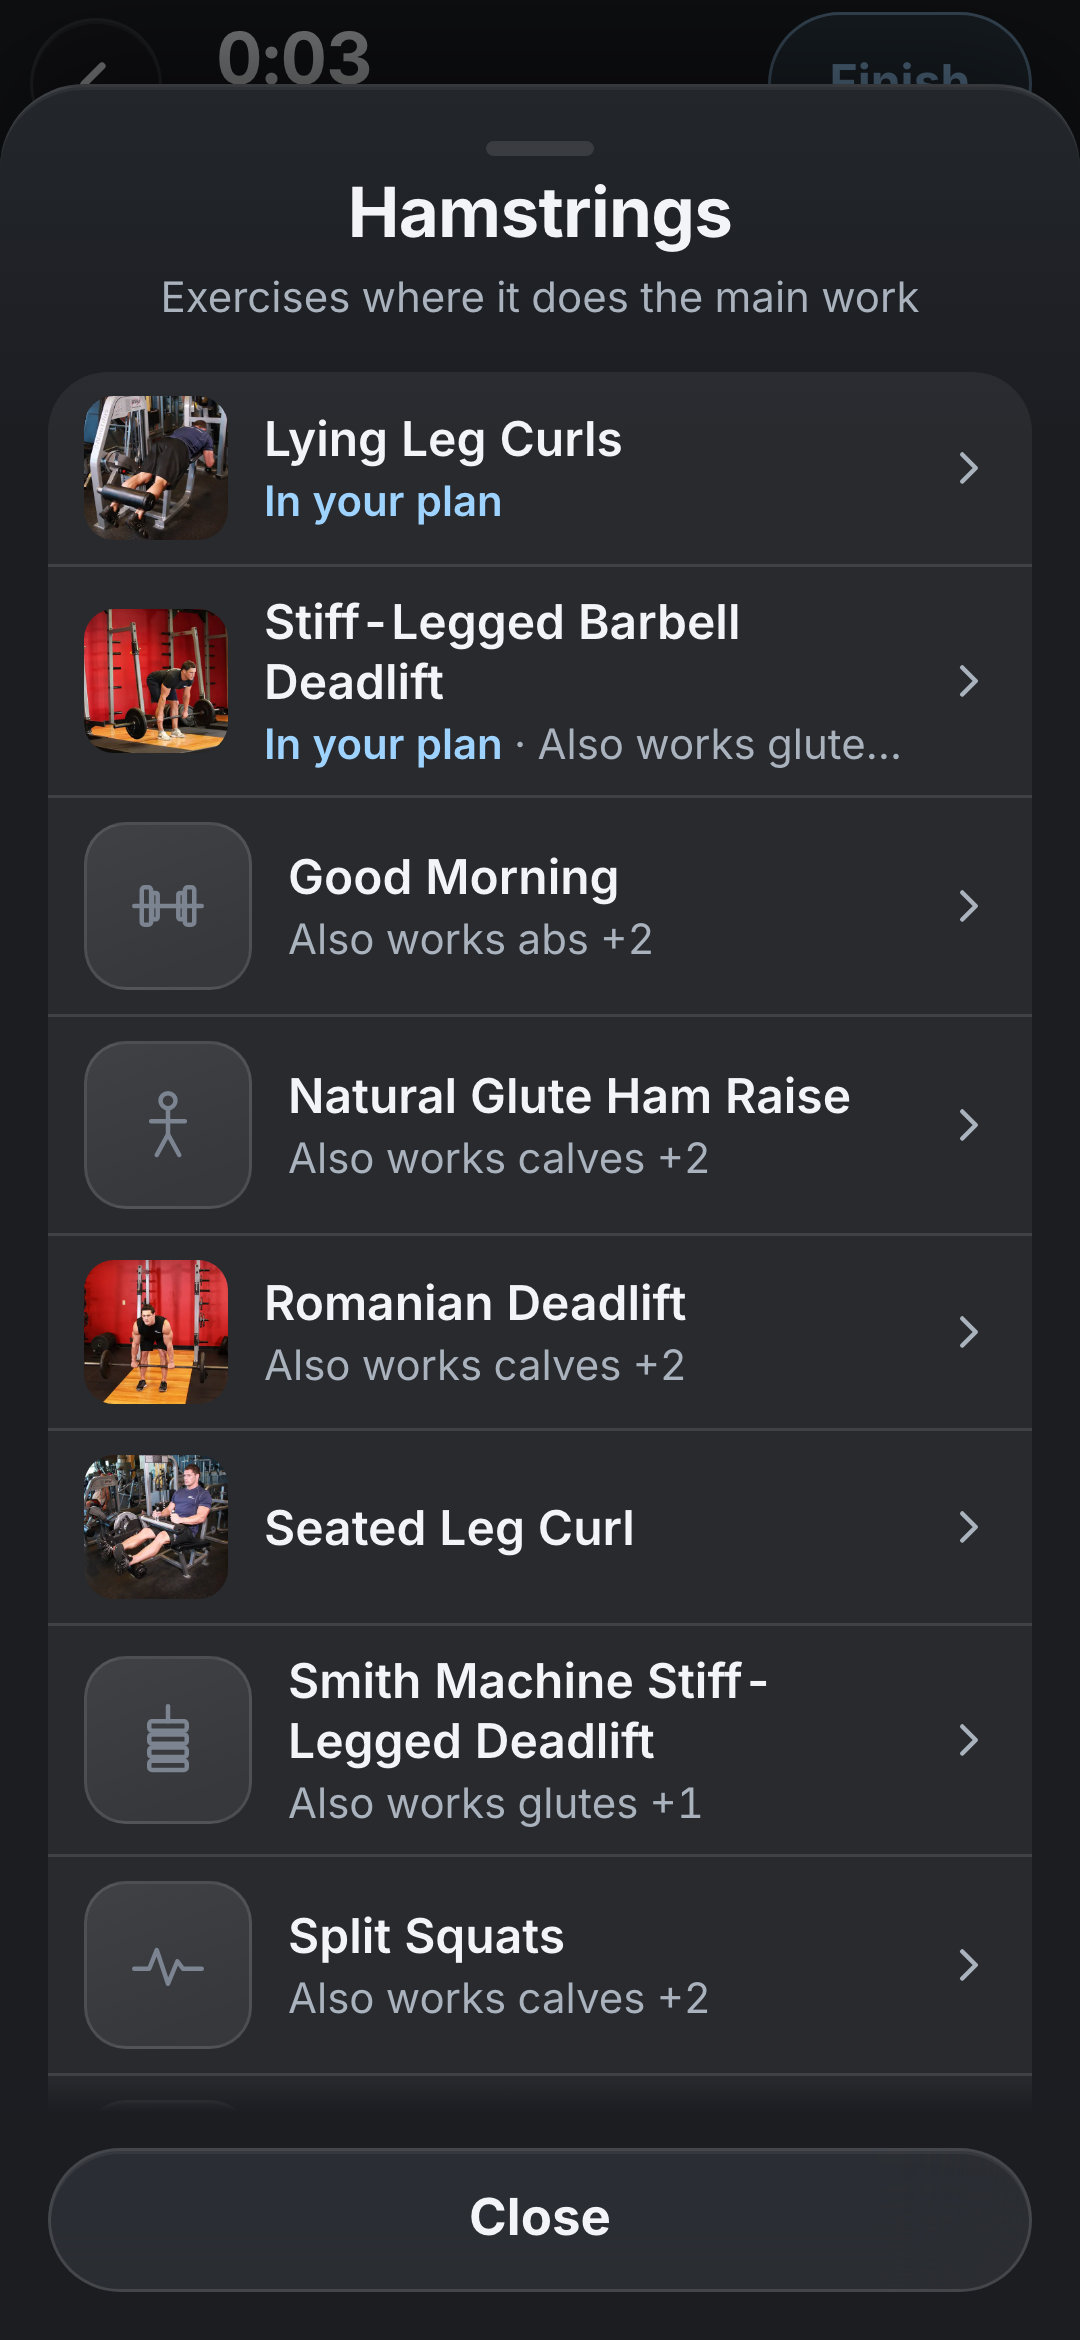 0:03
Finish
Hamstrings
Exercises where it does the main work
Lying Leg Curls
In your plan
Stiff-Legged Barbell
Deadlift
In your plan · Also works glute...
Good Morning
Also works abs +2
Natural Glute Ham Raise
Also works calves +2
Romanian Deadlift
Also works calves +2
Seated Leg Curl
Smith Machine Stiff-
Legged Deadlift
Also works glutes +1
Split Squats
Also works calves +2
Close